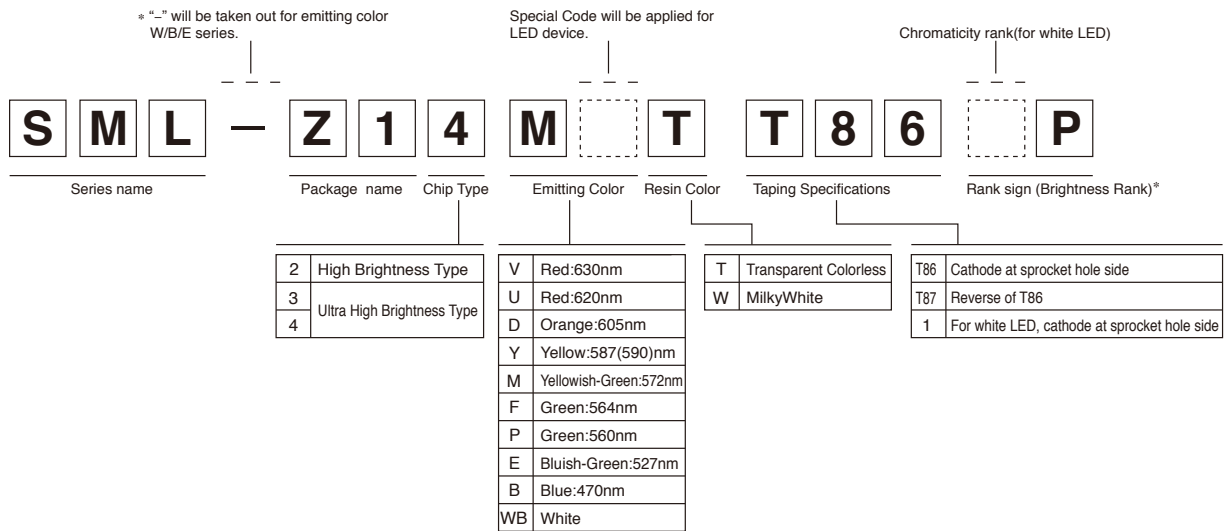 * “–” will be taken out for emitting color
W/B/E series.
Special Code will be applied for
LED device.
Chromaticity rank(for white LED)
S M L – Z 1 4 M T T 8 6 P
Series name
Package name
Chip Type
Emitting Color
Resin Color
Taping Specifications
Rank sign (Brightness Rank)*
2 High Brightness Type
3
4
Ultra High Brightness Type
V Red:630nm
U Red:620nm
D Orange:605nm
Y Yellow:587(590)nm
M Yellowish-Green:572nm
F Green:564nm
P Green:560nm
E Bluish-Green:527nm
B Blue:470nm
WB White
T Transparent Colorless
W MilkyWhite
T86 Cathode at sprocket hole side
T87 Reverse of T86
1 For white LED, cathode at sprocket hole side